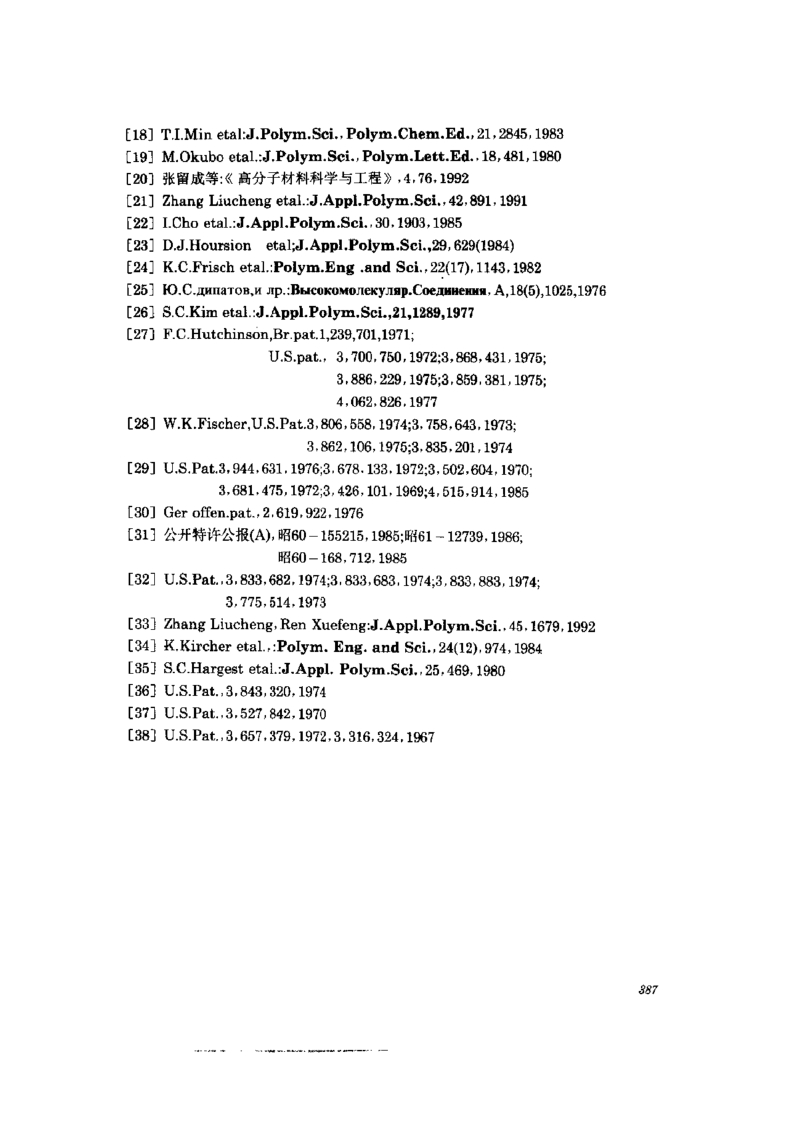 [18] T.I.Min etal:J.Polym.Sci., Polym.Chem.Ed., 21, 2845, 1983
[19] M.Okubo etal.:J.Polym.Sci., Polym.Lett.Ed., 18, 481, 1980
[20] 张留成等:《高分子材料科学与工程》, 4, 76, 1992
[21] Zhang Liucheng etal.:J.Appl.Polym.Sci., 42, 891, 1991
[22] I.Cho etal.:J.Appl.Polym.Sci., 30, 1903, 1985
[23] D.J.Hoursion etal;J.Appl.Polym.Sci.,29, 629(1984)
[24] K.C.Frisch etal.:Polym.Eng .and Sci., 22(17), 1143, 1982
[25] Ю.С.дипатов,и лр.:Высокомолекуляр.Соединения, A,18(5),1025,1976
[26] S.C.Kim etal.:J.Appl.Polym.Sci.,21,1289,1977
[27] F.C.Hutchinson,Br.pat.1,239,701,1971;
U.S.pat., 3,700,750,1972;3,868,431,1975;
3,886,229,1975;3,859,381,1975;
4,062,826,1977
[28] W.K.Fischer,U.S.Pat.3,806,558,1974;3,758,643,1973;
3,862,106,1975;3,835,201,1974
[29] U.S.Pat.3,944,631,1976;3,678,133,1972;3,502,604,1970;
3,681,475,1972;3,426,101,1969;4,515,914,1985
[30] Ger offen.pat., 2,619,922,1976
[31] 公开特许公报(A), 昭60-155215,1985;昭61-12739,1986;
昭60-168,712,1985
[32] U.S.Pat.,3,833,682,1974;3,833,683,1974;3,833,883,1974;
3,775,514,1973
[33] Zhang Liucheng, Ren Xuefeng:J.Appl.Polym.Sci., 45, 1679, 1992
[34] K.Kircher etal.,:Polym. Eng. and Sci., 24(12), 974, 1984
[35] S.C.Hargest etal.:J.Appl. Polym.Sci., 25, 469, 1980
[36] U.S.Pat.,3,843,320,1974
[37] U.S.Pat.,3,527,842,1970
[38] U.S.Pat.,3,657,379,1972,3,316,324,1967
387